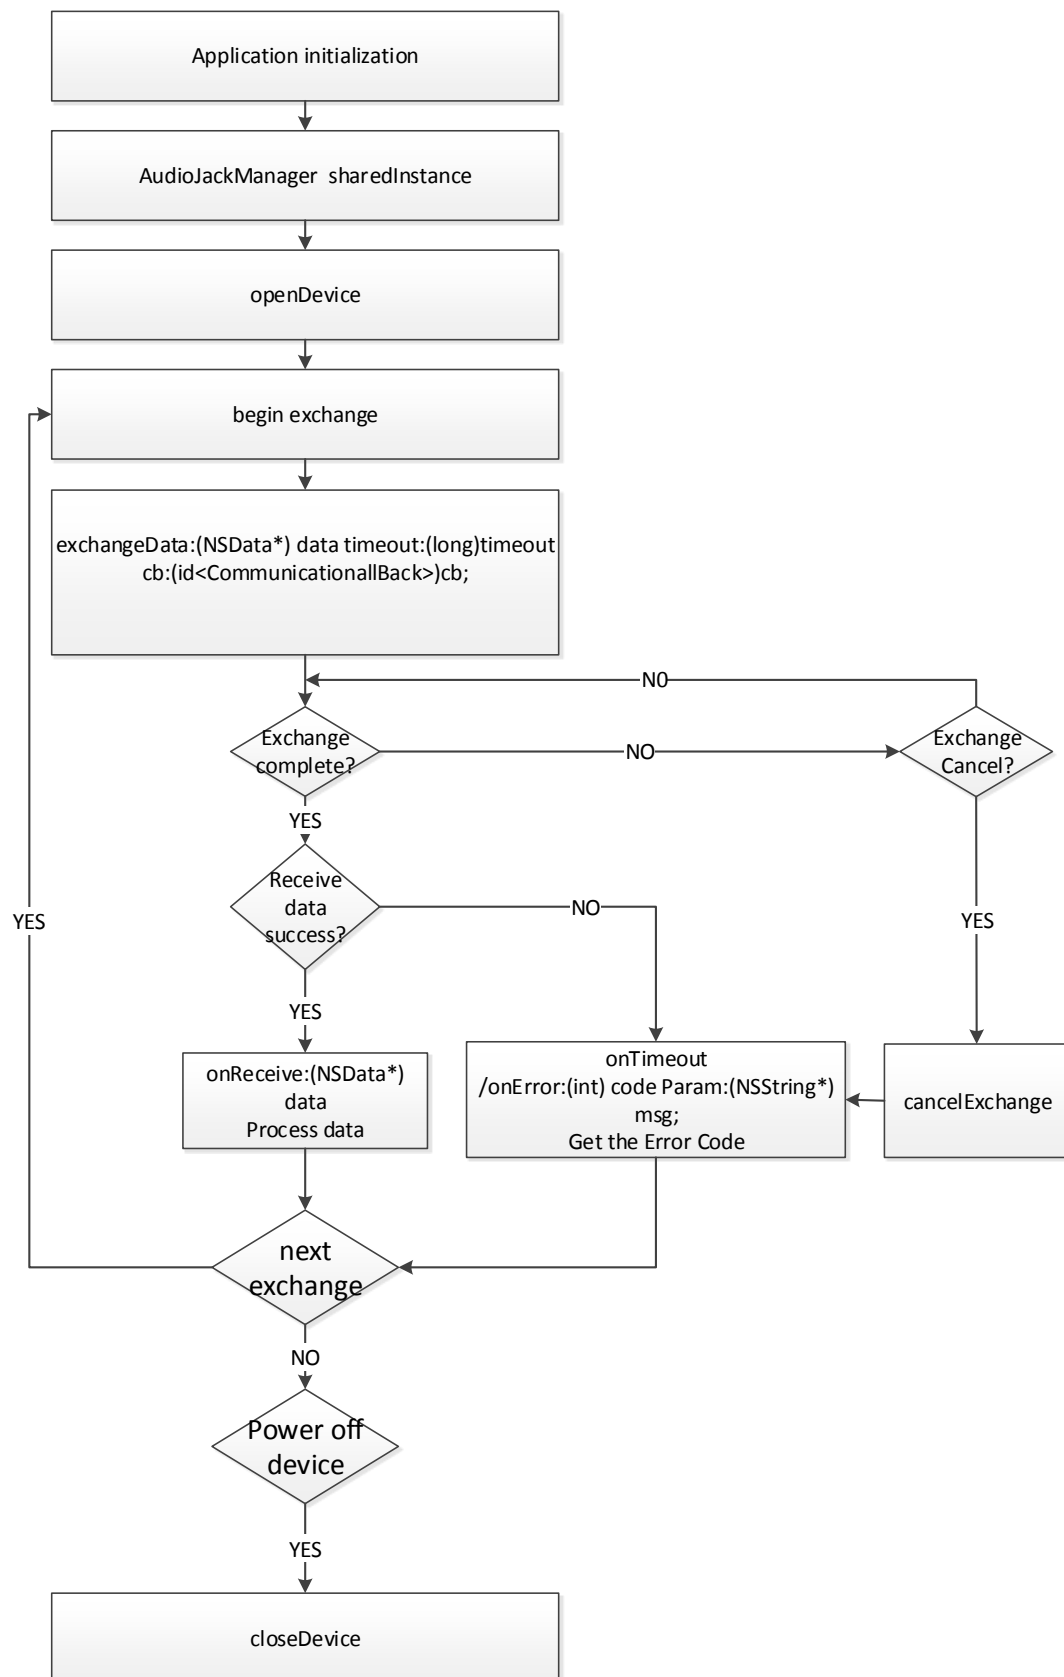 Application initialization
AudioJackManager  sharedInstance
openDevice
begin exchange
exchangeData:(NSData*) data timeout:(long)timeout
cb:(id<CommunicationallBack>)cb;
N0
Exchange
complete?
NO
Exchange
Cancel?
YES
Receive
data
success?
NO
YES
YES
YES
onReceive:(NSData*)
data
Process data
onTimeout
/onError:(int) code Param:(NSString*)
msg;
Get the Error Code
cancelExchange
next
exchange
NO
Power off
device
YES
closeDevice